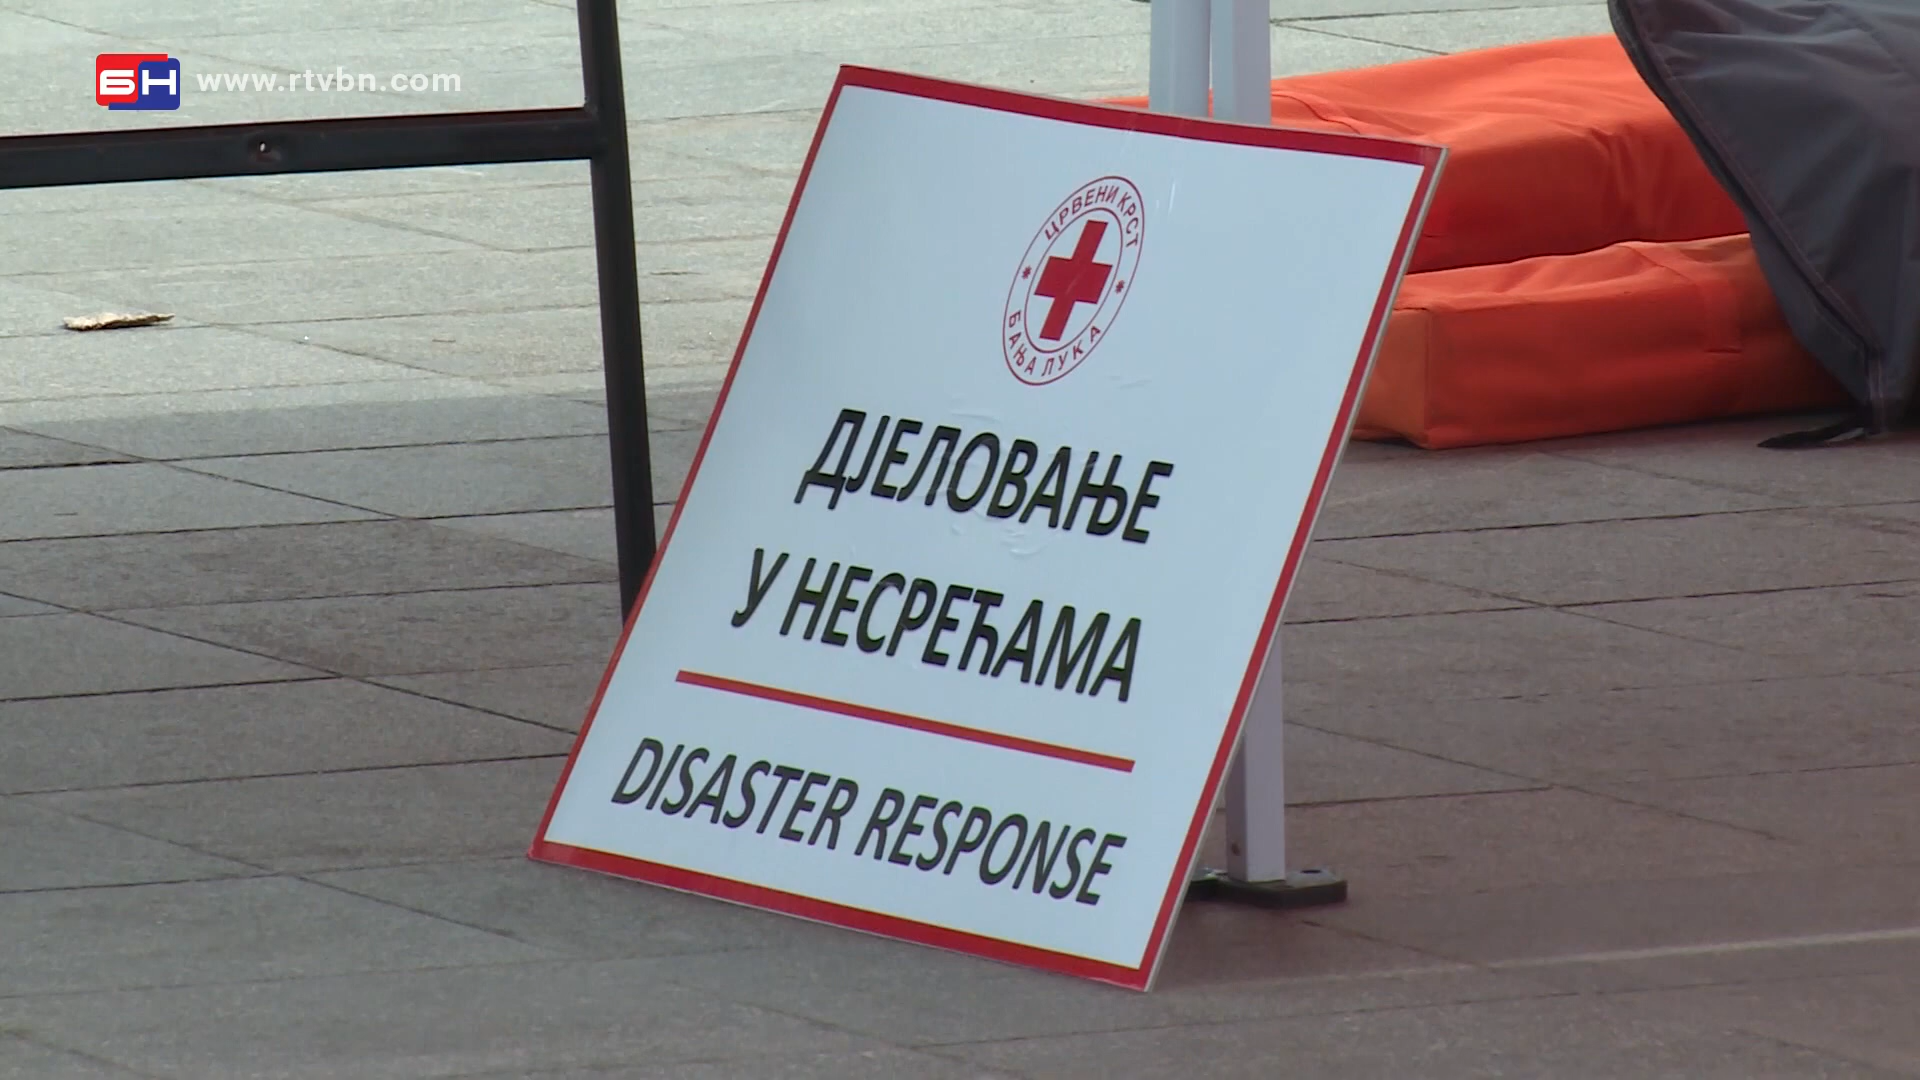 БН www.rtvbn.com
ЦРВЕНИ КРСТ
БАЊА ЛУКА
ДЈЕЛОВАЊЕ
У НЕСРЕЋАМА
DISASTER RESPONSE